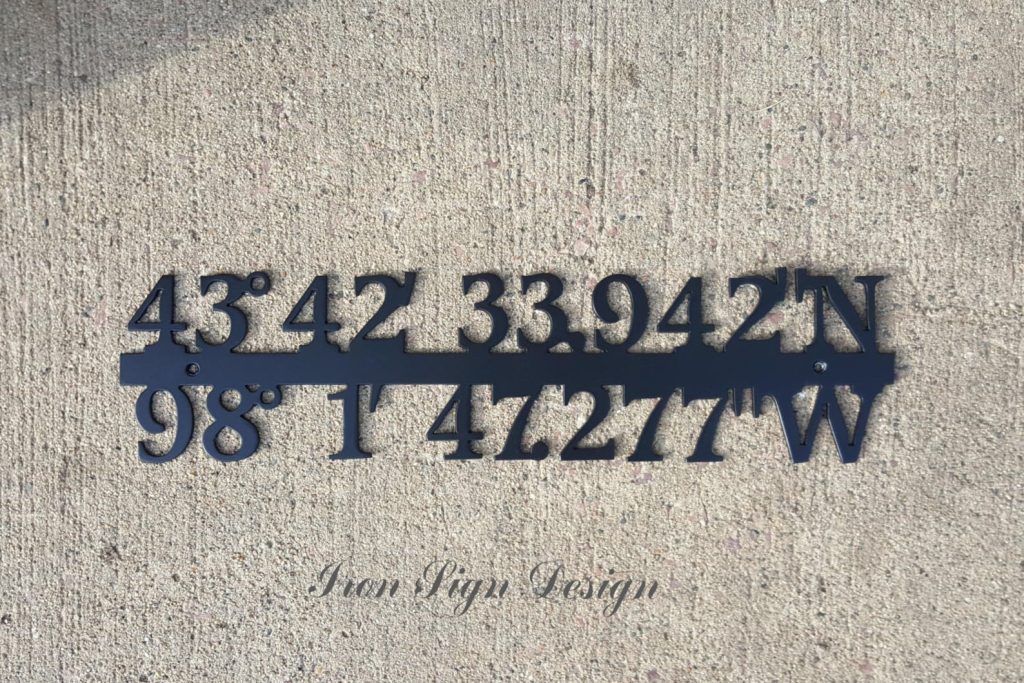 43° 42' 33.942"N
98° 1' 47.277"W
Iron Sign Design